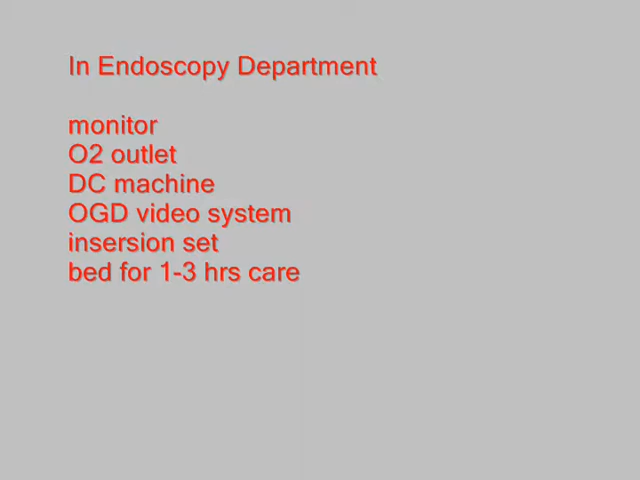 In Endoscopy Department
monitor
O2 outlet
DC machine
OGD video system
insersion set
bed for 1-3 hrs care